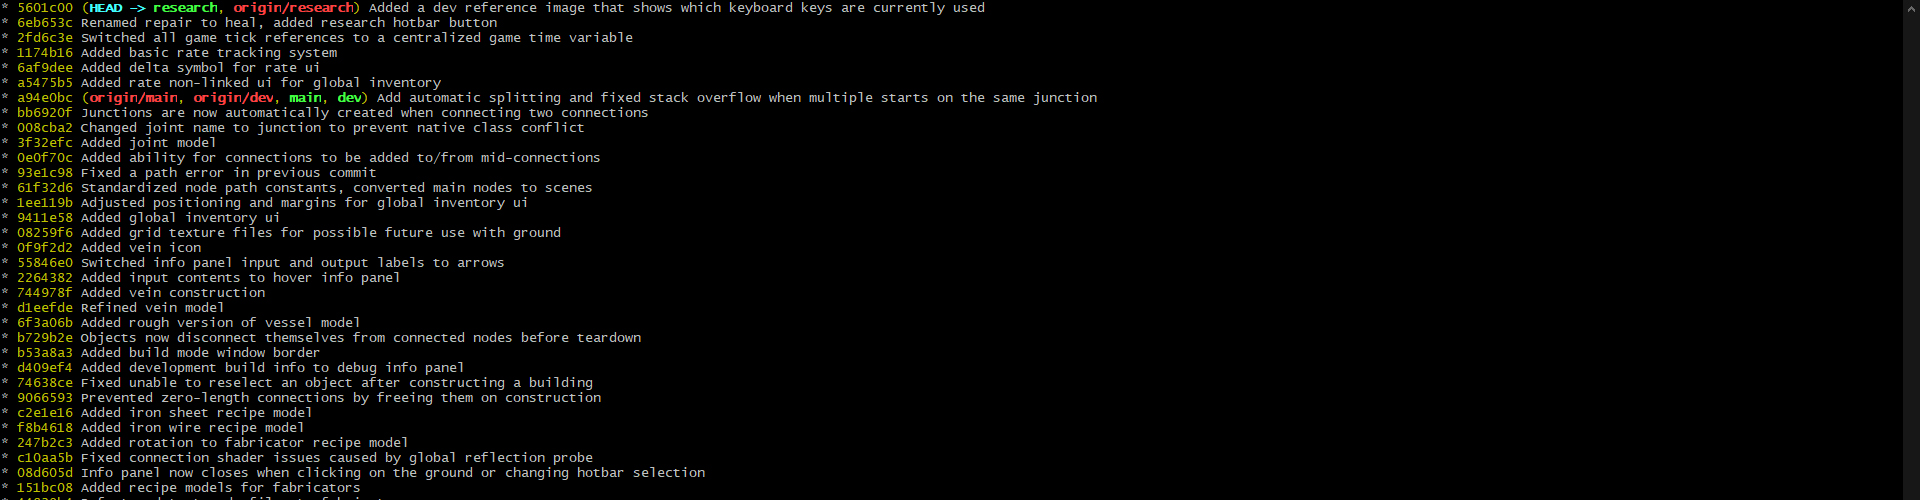 * 5601c00 (HEAD -> research, origin/research) Added a dev reference image that shows which keyboard keys are currently used
* 6eb653c Renamed repair to heal, added research hotbar button
* 2fd6c3e Switched all game tick references to a centralized game time variable
* 1174b16 Added basic rate tracking system
* 6af9dee Added delta symbol for rate ui
* a5475b5 Added rate non-linked ui for global inventory
* a94e0bc (origin/main, origin/dev, main, dev) Add automatic splitting and fixed stack overflow when multiple starts on the same junction
* bb6920f Junctions are now automatically created when connecting two connections
* 008cba2 Changed joint name to junction to prevent native class conflict
* 3f32efc Added joint model
* 0e0f70c Added ability for connections to be added to/from mid-connections
* 93e1c98 Fixed a path error in previous commit
* 61f32d6 Standardized node path constants, converted main nodes to scenes
* 1ee119b Adjusted positioning and margins for global inventory ui
* 9411e58 Added global inventory ui
* 08259f6 Added grid texture files for possible future use with ground
* 0f9f2d2 Added vein icon
* 55846e0 Switched info panel input and output labels to arrows
* 2264382 Added input contents to hover info panel
* 744978f Added vein construction
* d1eefde Refined vein model
* 6f3a06b Added rough version of vessel model
* b729b2e Objects now disconnect themselves from connected nodes before teardown
* b53a8a3 Added build mode window border
* d409ef4 Added development build info to debug info panel
* 74638ce Fixed unable to reselect an object after constructing a building
* 9066593 Prevented zero-length connections by freeing them on construction
* c2e1e16 Added iron sheet recipe model
* f8b4618 Added iron wire recipe model
* 247b2c3 Added rotation to fabricator recipe model
* c10aa5b Fixed connection shader issues caused by global reflection probe
* 08d605d Info panel now closes when clicking on the ground or changing hotbar selection
* 151bc08 Added recipe models for fabricators